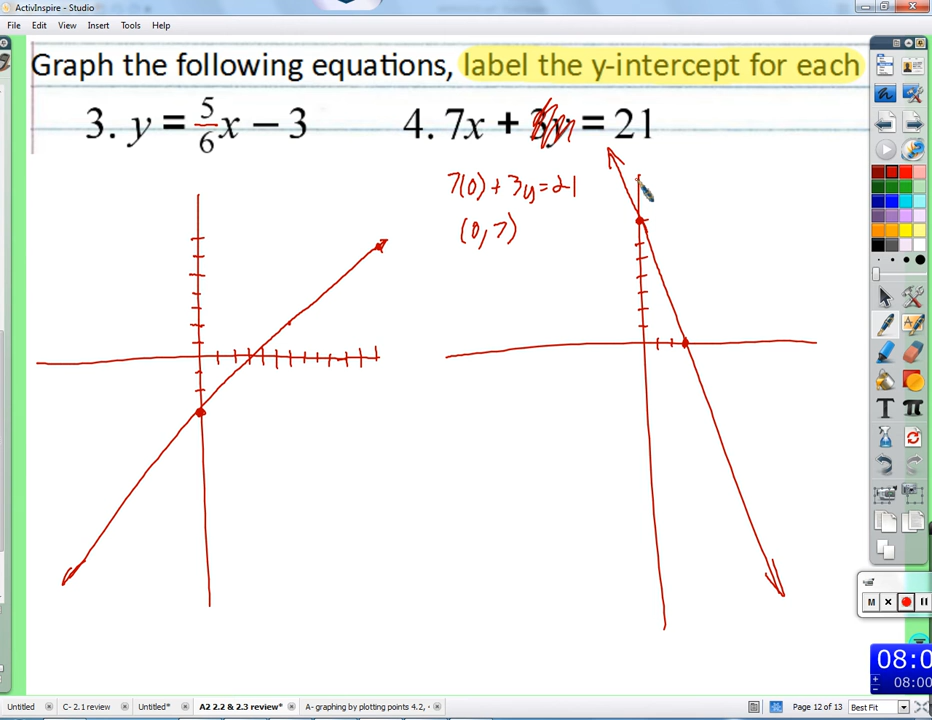 ActivInspire - Studio
File Edit View Insert Tools Help
Graph the following equations, label the y-intercept for each
3. y = 5/6 x − 3
4. 7x + 3y = 21
7(0) + 3y = 21
(0, 7)
M
08:0
08:00
Untitled C- 2.1 review Untitled* A2 2.2 & 2.3 review* A- graphing by plotting points 4.2, -
Page 12 of 13 Best Fit